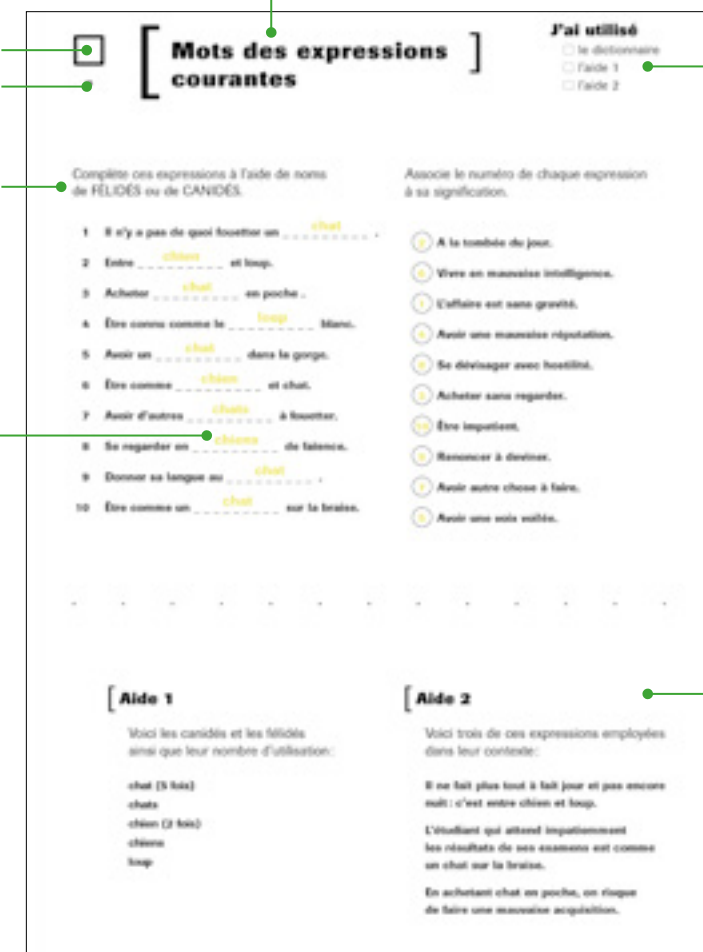 Mots des expressions
courantes
J'ai utilisé
le dictionnaire
l'aide 1
l'aide 2
Complète ces expressions à l'aide de noms
de FÉLIDÉS ou de CANIDÉS.
1 Il n'y a pas de quoi fouetter un chat .
2 Entre chien et loup.
3 Acheter chat en poche .
4 Être connu comme le loup blanc.
5 Avoir un chat dans la gorge.
6 Être comme chien et chat.
7 Avoir d'autres chats à fouetter.
8 Se regarder en chiens de faïence.
9 Donner sa langue au chat .
10 Être comme un chat sur la braise.
Associe le numéro de chaque expression
à sa signification.
A la tombée du jour.
Vivre en mauvaise intelligence.
L'affaire est sans gravité.
Avoir une mauvaise réputation.
Se dévisager avec hostilité.
Acheter sans regarder.
Être impatient.
Renoncer à deviner.
Avoir autre chose à faire.
Avoir une voix voilée.
Aide 1
Voici les canidés et les félidés
ainsi que leur nombre d'utilisation:
chat (5 fois)
chats
chien (2 fois)
chiens
loup
Aide 2
Voici trois de ces expressions employées
dans leur contexte:
Il ne fait plus tout à fait jour et pas encore
nuit : c'est entre chien et loup.
L'étudiant qui attend impatiemment
les résultats de ses examens est comme
un chat sur la braise.
En achetant chat en poche, on risque
de faire une mauvaise acquisition.